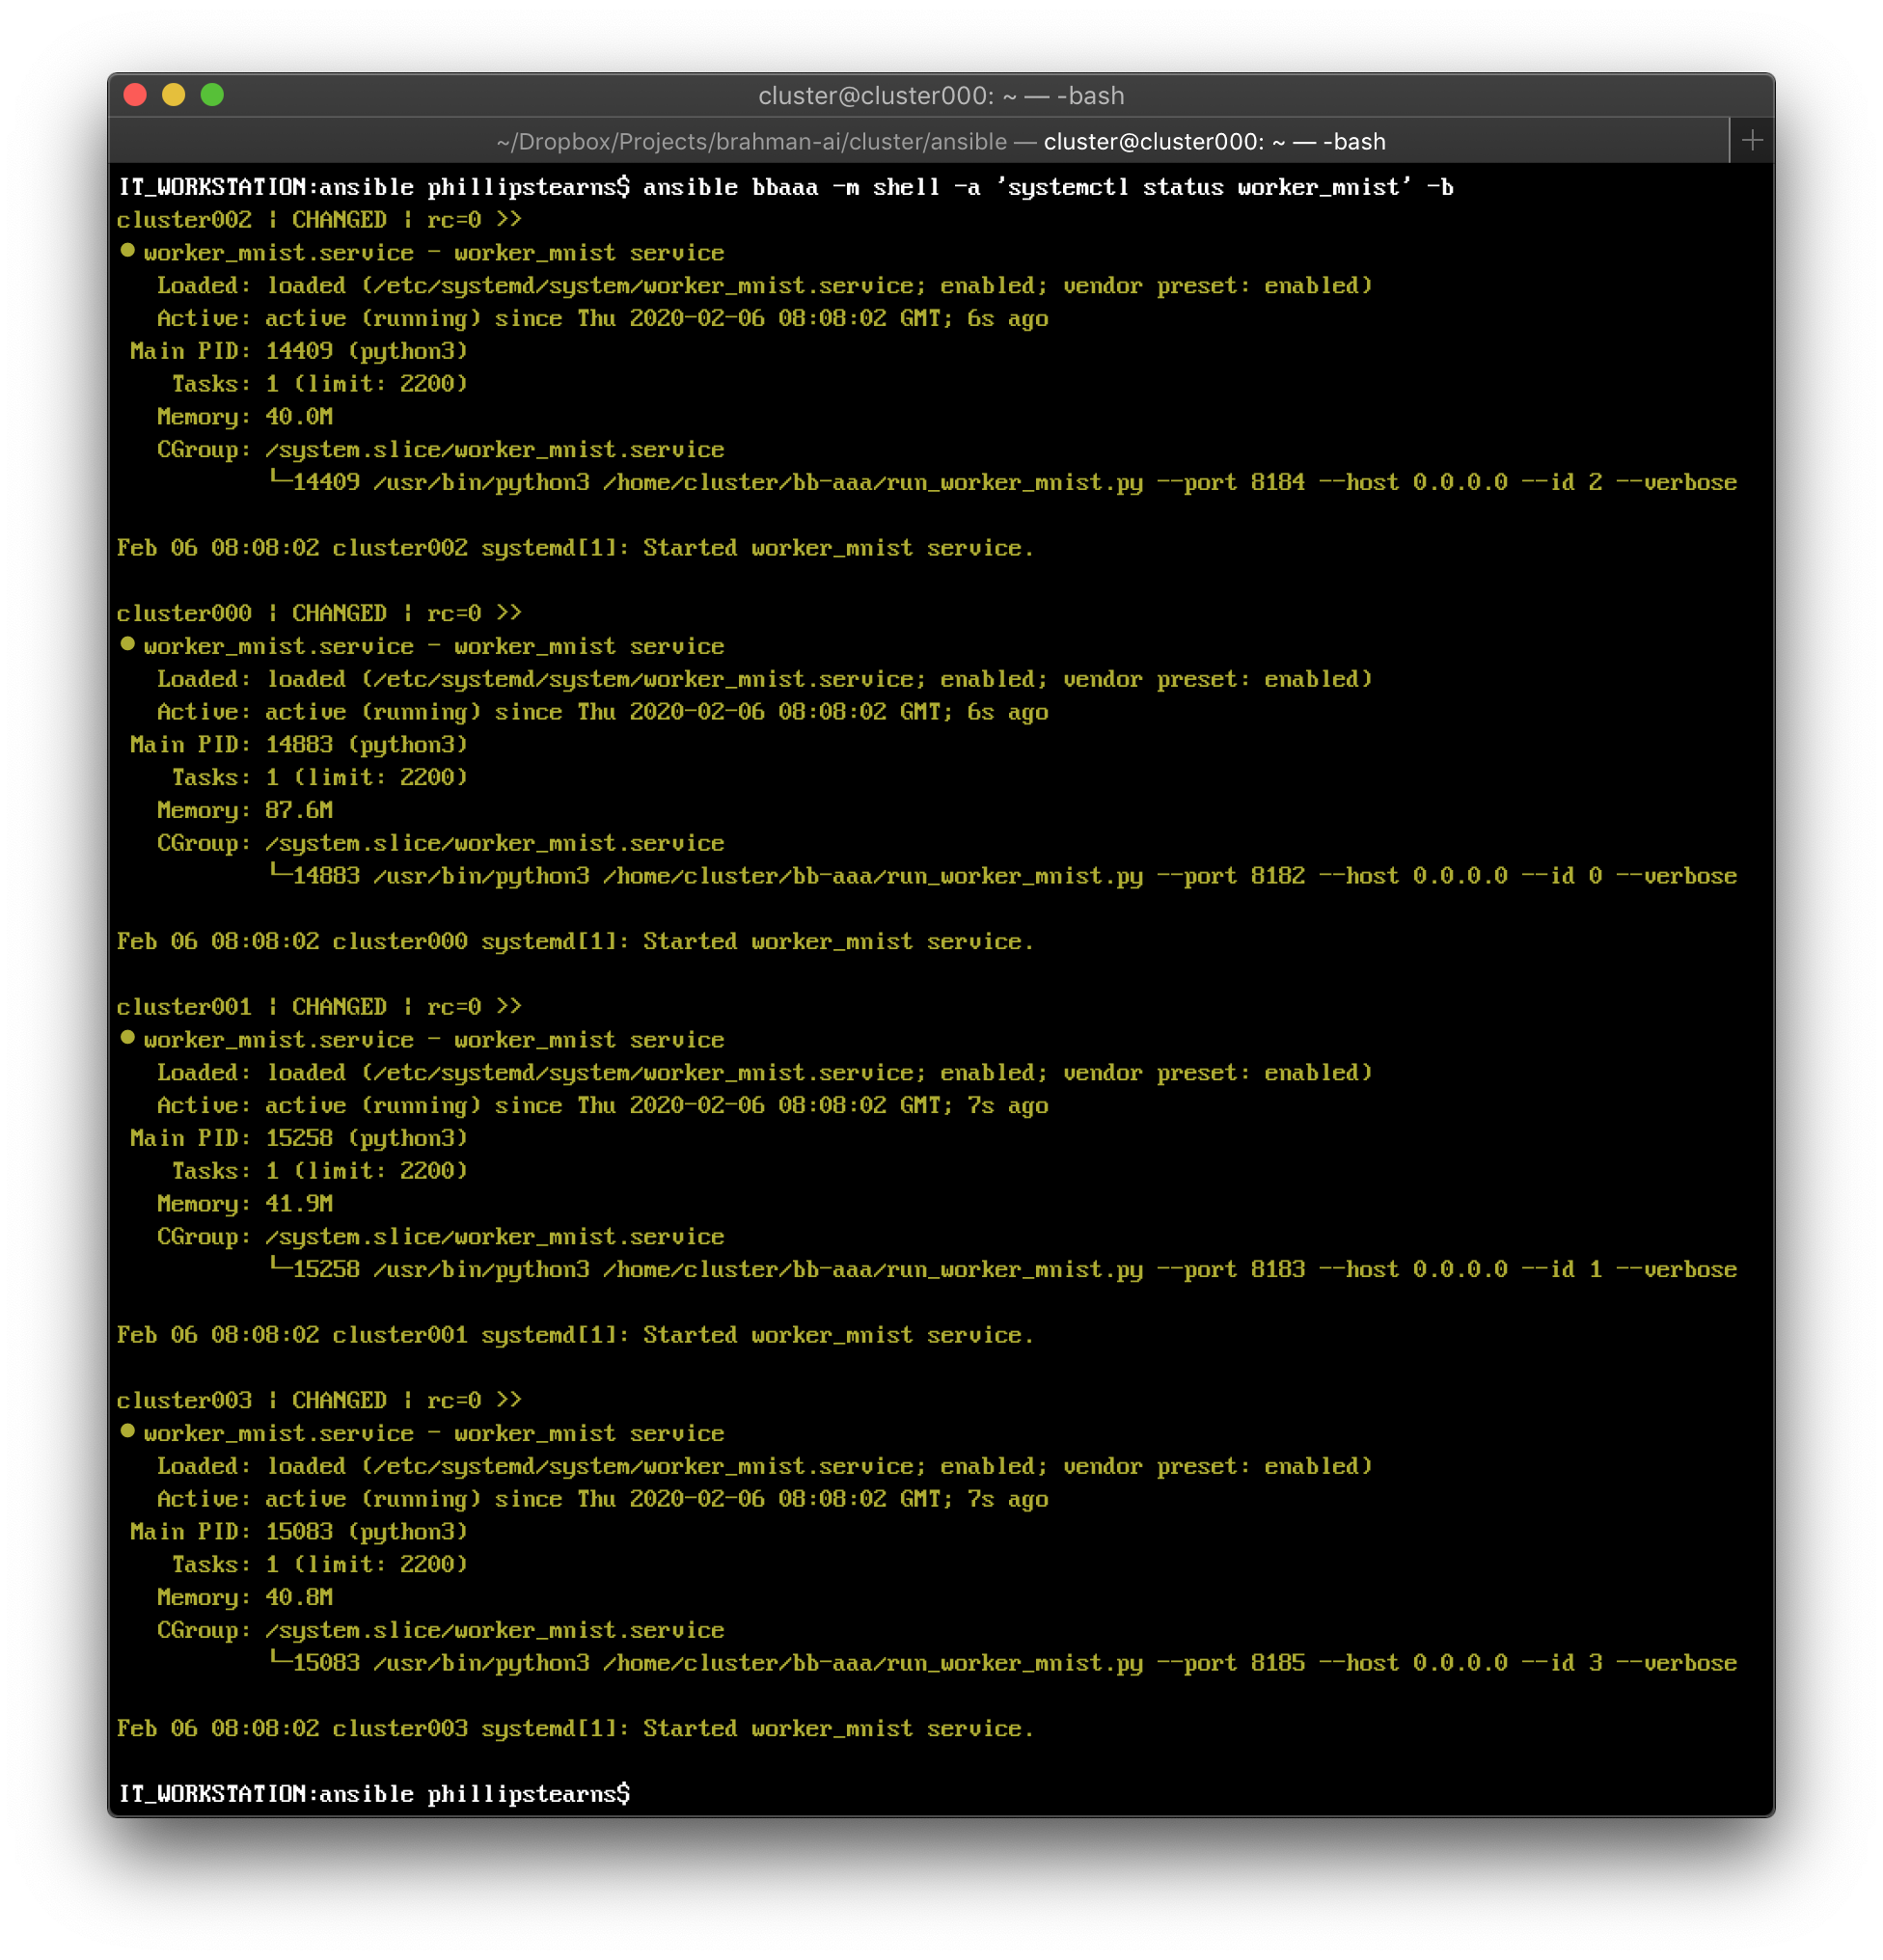 cluster@cluster000: ~ — -bash
~/Dropbox/Projects/brahman-ai/cluster/ansible — cluster@cluster000: ~ — -bash
IT_WORKSTATION:ansible phillipstearns$ ansible bbaaa -m shell -a 'systemctl status worker_mnist' -b
cluster002 | CHANGED | rc=0 >>
● worker_mnist.service - worker_mnist service
Loaded: loaded (/etc/systemd/system/worker_mnist.service; enabled; vendor preset: enabled)
Active: active (running) since Thu 2020-02-06 08:08:02 GMT; 6s ago
Main PID: 14409 (python3)
Tasks: 1 (limit: 2200)
Memory: 40.0M
CGroup: /system.slice/worker_mnist.service
└─14409 /usr/bin/python3 /home/cluster/bb-aaa/run_worker_mnist.py --port 8184 --host 0.0.0.0 --id 2 --verbose
Feb 06 08:08:02 cluster002 systemd[1]: Started worker_mnist service.
cluster000 | CHANGED | rc=0 >>
● worker_mnist.service - worker_mnist service
Loaded: loaded (/etc/systemd/system/worker_mnist.service; enabled; vendor preset: enabled)
Active: active (running) since Thu 2020-02-06 08:08:02 GMT; 6s ago
Main PID: 14883 (python3)
Tasks: 1 (limit: 2200)
Memory: 87.6M
CGroup: /system.slice/worker_mnist.service
└─14883 /usr/bin/python3 /home/cluster/bb-aaa/run_worker_mnist.py --port 8182 --host 0.0.0.0 --id 0 --verbose
Feb 06 08:08:02 cluster000 systemd[1]: Started worker_mnist service.
cluster001 | CHANGED | rc=0 >>
● worker_mnist.service - worker_mnist service
Loaded: loaded (/etc/systemd/system/worker_mnist.service; enabled; vendor preset: enabled)
Active: active (running) since Thu 2020-02-06 08:08:02 GMT; 7s ago
Main PID: 15258 (python3)
Tasks: 1 (limit: 2200)
Memory: 41.9M
CGroup: /system.slice/worker_mnist.service
└─15258 /usr/bin/python3 /home/cluster/bb-aaa/run_worker_mnist.py --port 8183 --host 0.0.0.0 --id 1 --verbose
Feb 06 08:08:02 cluster001 systemd[1]: Started worker_mnist service.
cluster003 | CHANGED | rc=0 >>
● worker_mnist.service - worker_mnist service
Loaded: loaded (/etc/systemd/system/worker_mnist.service; enabled; vendor preset: enabled)
Active: active (running) since Thu 2020-02-06 08:08:02 GMT; 7s ago
Main PID: 15083 (python3)
Tasks: 1 (limit: 2200)
Memory: 40.8M
CGroup: /system.slice/worker_mnist.service
└─15083 /usr/bin/python3 /home/cluster/bb-aaa/run_worker_mnist.py --port 8185 --host 0.0.0.0 --id 3 --verbose
Feb 06 08:08:02 cluster003 systemd[1]: Started worker_mnist service.
IT_WORKSTATION:ansible phillipstearns$